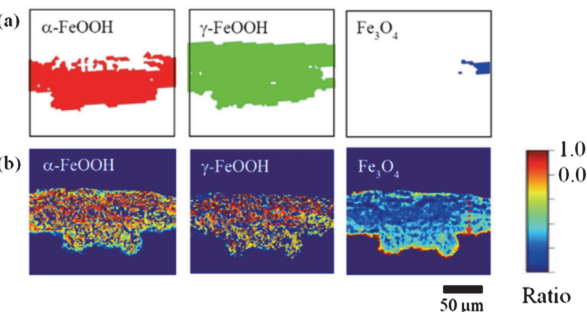 (a)
α-FeOOH
γ-FeOOH
Fe3O4
(b)
α-FeOOH
γ-FeOOH
Fe3O4
1.0
0.0
50 μm
Ratio